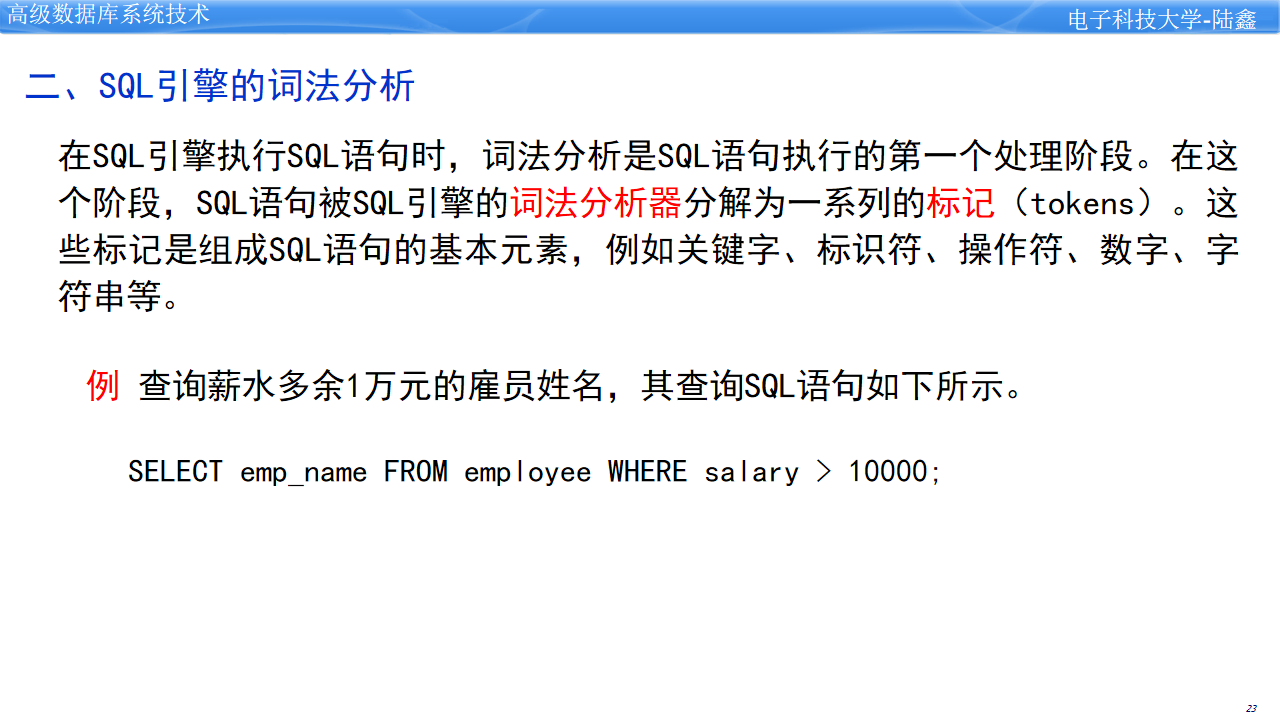 高级数据库系统技术
电子科技大学-陆鑫
二、SQL引擎的词法分析
在SQL引擎执行SQL语句时，词法分析是SQL语句执行的第一个处理阶段。在这
个阶段，SQL语句被SQL引擎的词法分析器分解为一系列的标记（tokens）。这
些标记是组成SQL语句的基本元素，例如关键字、标识符、操作符、数字、字
符串等。
例 查询薪水多余1万元的雇员姓名，其查询SQL语句如下所示。
SELECT emp_name FROM employee WHERE salary > 10000;
23